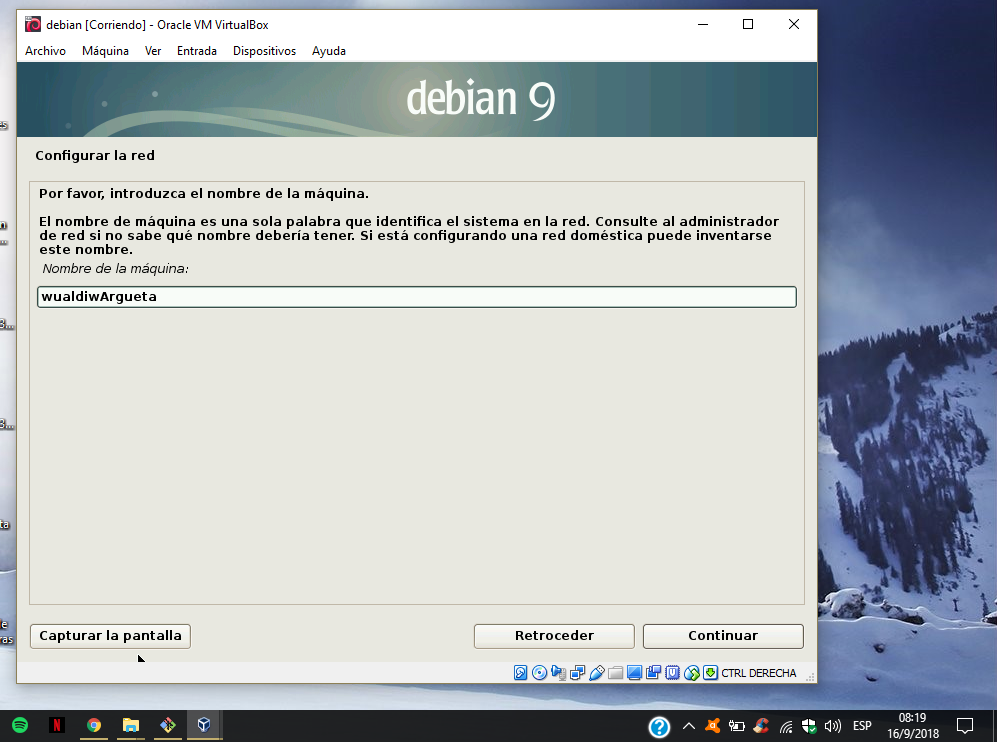 debian [Corriendo] - Oracle VM VirtualBox
Archivo Máquina Ver Entrada Dispositivos Ayuda
debian 9
Configurar la red
Por favor, introduzca el nombre de la máquina.
El nombre de máquina es una sola palabra que identifica el sistema en la red. Consulte al administrador
de red si no sabe qué nombre debería tener. Si está configurando una red doméstica puede inventarse
este nombre.
Nombre de la máquina:
wualdiwArgueta
Capturar la pantalla Retroceder Continuar
CTRL DERECHA
ESP
08:19
16/9/2018